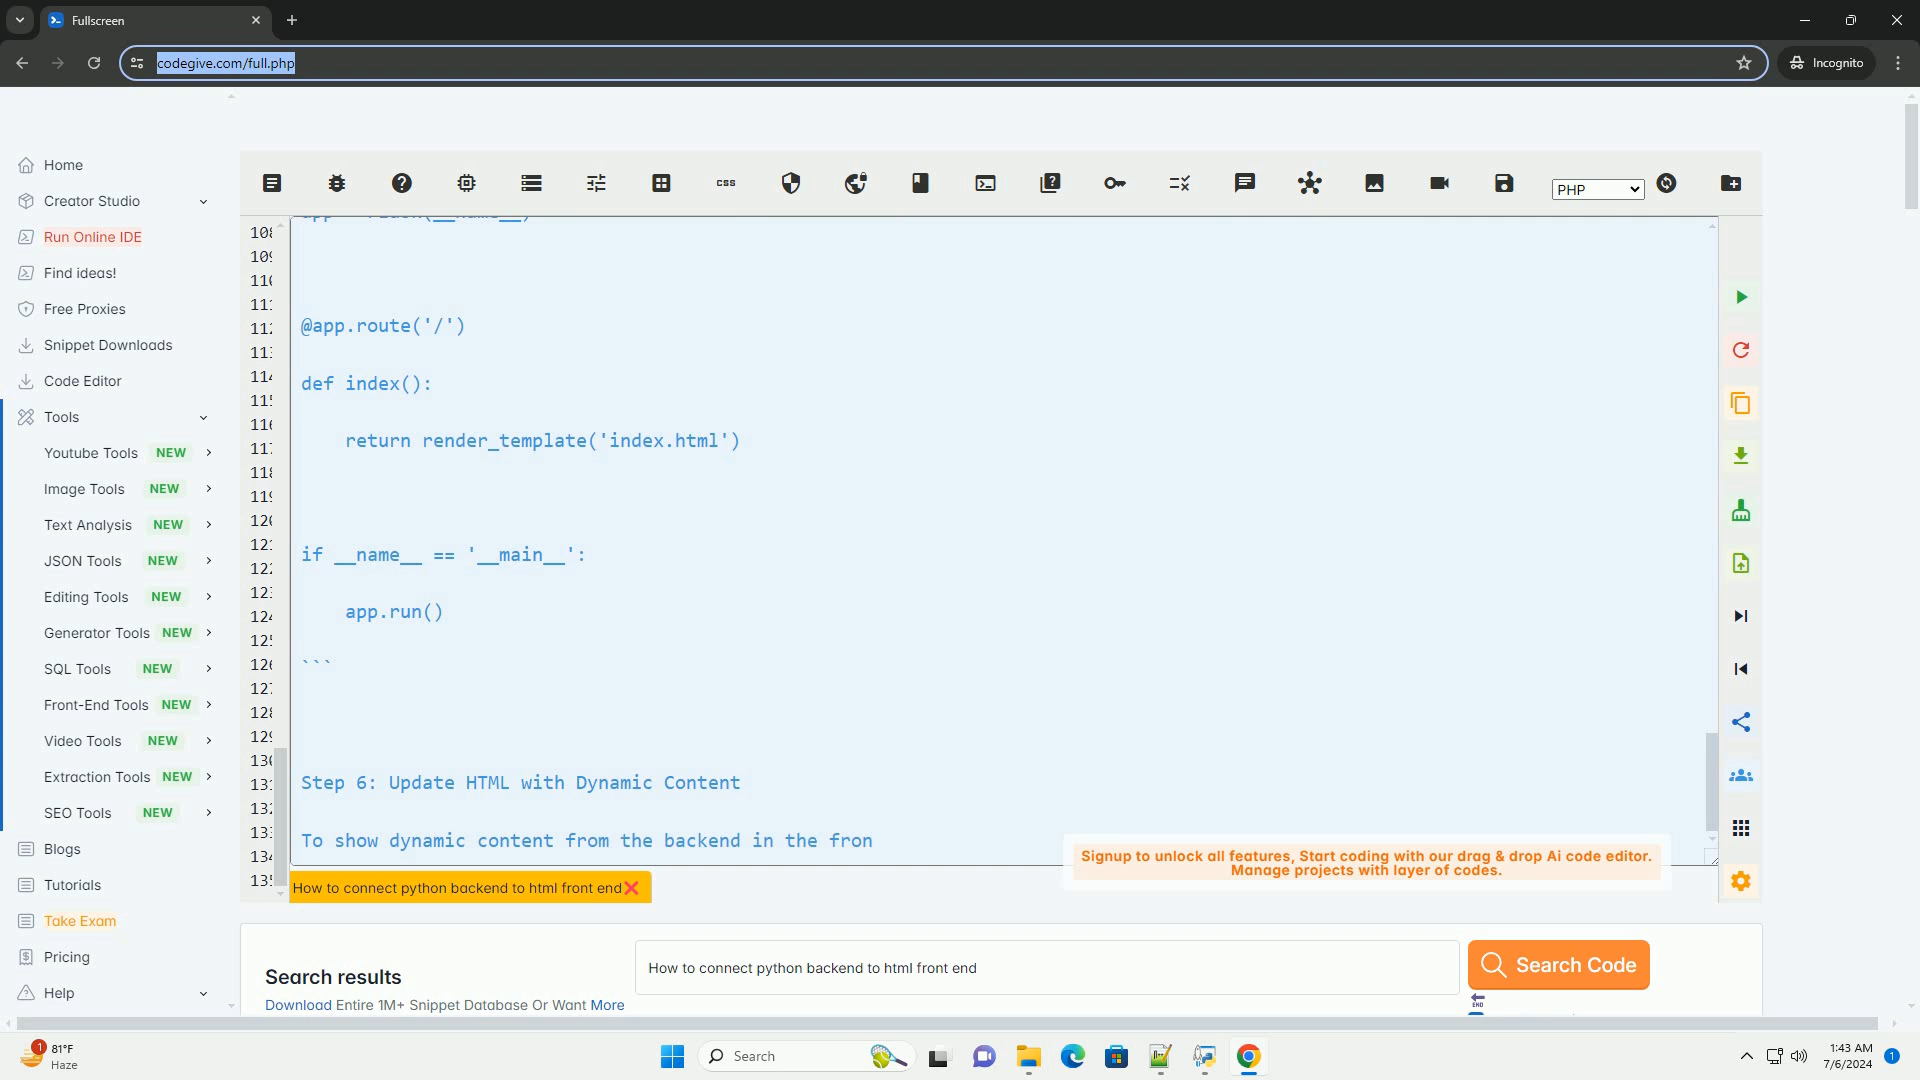 Fullscreen
codegive.com/full.php
Incognito
Home
Creator Studio
Run Online IDE
Find ideas!
Free Proxies
Snippet Downloads
Code Editor
Tools
Youtube Tools NEW
Image Tools NEW
Text Analysis NEW
JSON Tools NEW
Editing Tools NEW
Generator Tools NEW
SQL Tools NEW
Front-End Tools NEW
Video Tools NEW
Extraction Tools NEW
SEO Tools NEW
Blogs
Tutorials
Take Exam
Pricing
Help
css
PHP
@app.route('/')
def index():
return render_template('index.html')
if __name__ == '__main__':
app.run()
```
Step 6: Update HTML with Dynamic Content
To show dynamic content from the backend in the fron
Signup to unlock all features, Start coding with our drag & drop Ai code editor.
Manage projects with layer of codes.
How to connect python backend to html front end
Search results
Download Entire 1M+ Snippet Database Or Want More
How to connect python backend to html front end
Search Code
END
1
81°F
Haze
Search
1:43 AM
7/6/2024
1